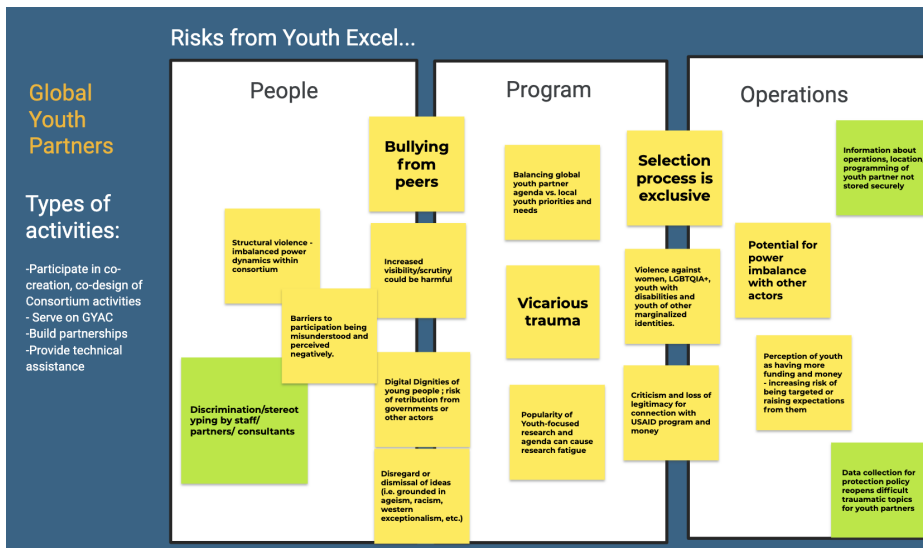 Risks from Youth Excel...
Global
Youth
Partners
Types of
activities:
-Participate in co-
creation, co-design of
Consortium activities
- Serve on GYAC
-Build partnerships
-Provide technical
assistance
People
Bullying
from
peers
Structural violence -
imbalanced power
dynamics within
consortium
Increased
visibility/scrutiny
could be harmful
Barriers to
participation being
misunderstood and
perceived
negatively.
Discrimination/stereot
yping by staff/
partners/ consultants
Digital Dignities of
young people ; risk
of retribution from
governments or
other actors
Disregard or
dismissal of ideas
(i.e. grounded in
ageism, racism,
western
exceptionalism, etc.)
Program
Balancing global
youth partner
agenda vs. local
youth priorities and
needs
Vicarious
trauma
Popularity of
Youth-focused
research and
agenda can cause
research fatigue
Selection
process is
exclusive
Violence against
women, LGBTQIA+,
youth with
disabilities and
youth of other
marginalized
identities.
Criticism and loss of
legitimacy for
connection with
USAID program and
money
Operations
Information about
operations, location,
programming of
youth partner not
stored securely
Potential for
power
imbalance with
other actors
Perception of youth
as having more
funding and money
- increasing risk of
being targeted or
raising expectations
from them
Data collection for
protection policy
reopens difficult
trauamatic topics
for youth partners